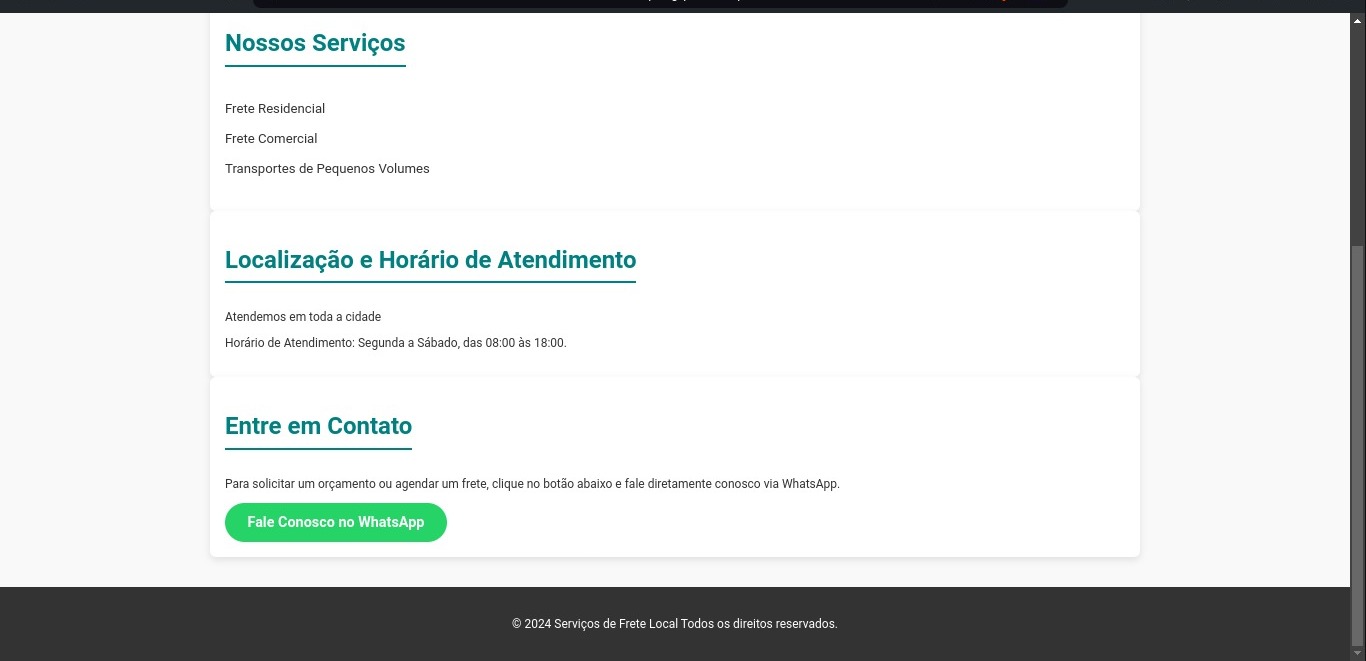 Nossos Serviços
Frete Residencial
Frete Comercial
Transportes de Pequenos Volumes
Localização e Horário de Atendimento
Atendemos em toda a cidade
Horário de Atendimento: Segunda a Sábado, das 08:00 às 18:00.
Entre em Contato
Para solicitar um orçamento ou agendar um frete, clique no botão abaixo e fale diretamente conosco via WhatsApp.
Fale Conosco no WhatsApp
© 2024 Serviços de Frete Local Todos os direitos reservados.